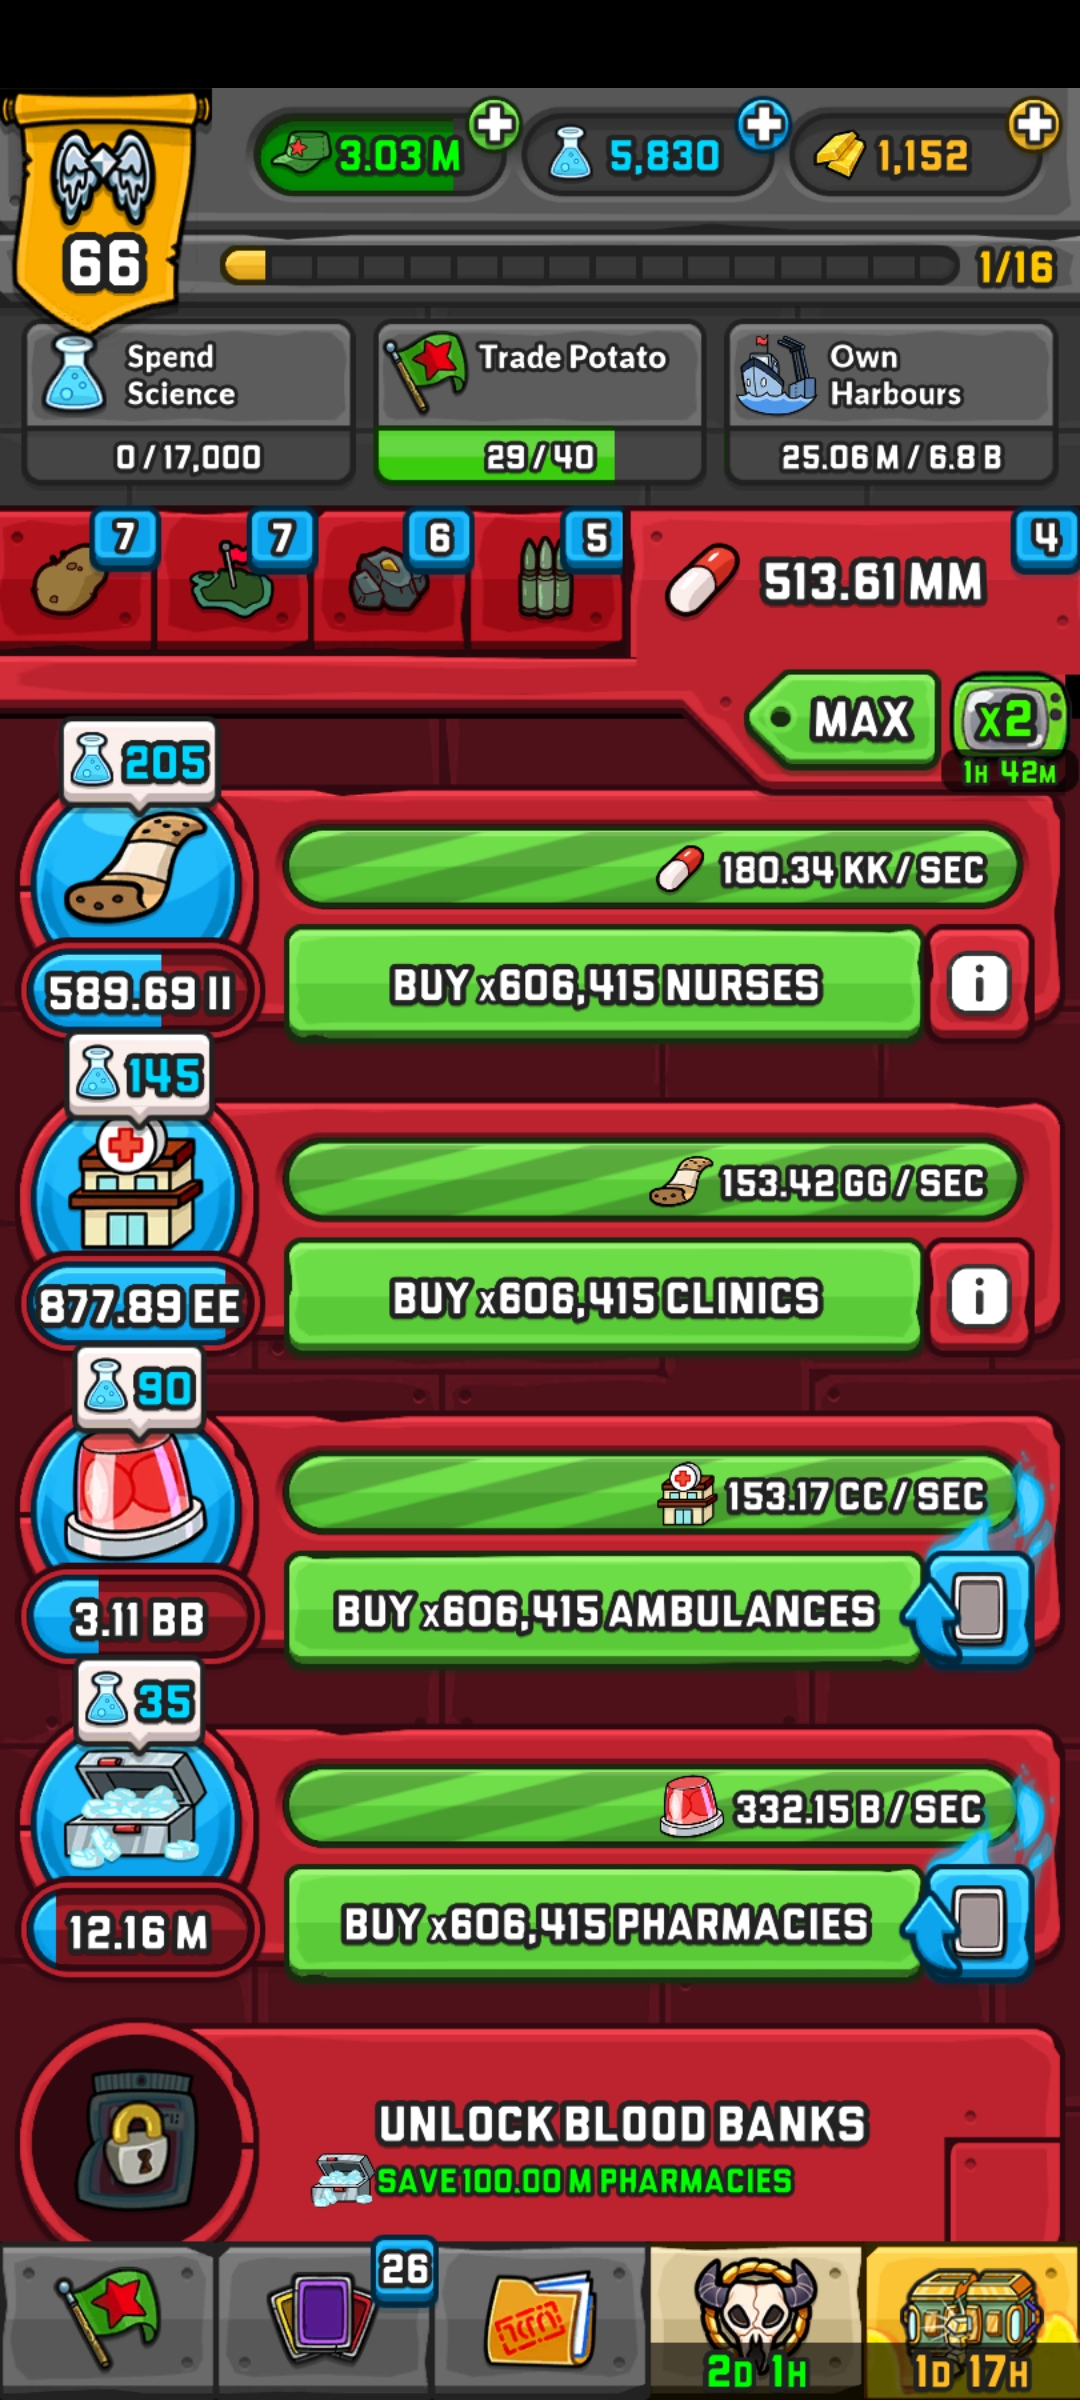 3.03 M
5,830
1,152
66
1/16
Spend
Science
0/17,000
Trade Potato
29/40
Own
Harbours
25.06 M / 6.8 B
7
7
6
5
4
513.61 MM
MAX
x2
1H 42M
205
180.34 KK / SEC
589.69 II
BUY x606,415 NURSES
i
145
153.42 GG / SEC
877.89 EE
BUY x606,415 CLINICS
i
90
153.17 CC / SEC
3.11 BB
BUY x606,415 AMBULANCES
35
332.15 B / SEC
12.16 M
BUY x606,415 PHARMACIES
UNLOCK BLOOD BANKS
SAVE 100.00 M PHARMACIES
26
2D 1H
1D 17H